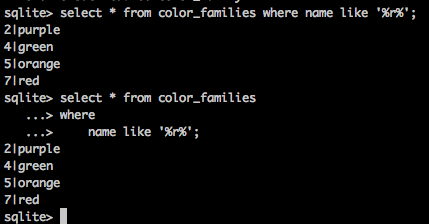 sqlite> select * from color_families where name like '%r%';
2|purple
4|green
5|orange
7|red
sqlite> select * from color_families
   ...> where
   ...>     name like '%r%';
2|purple
4|green
5|orange
7|red
sqlite>